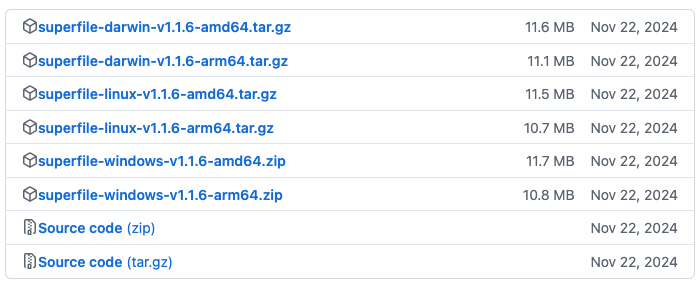 superfile-darwin-v1.1.6-amd64.tar.gz 11.6 MB Nov 22, 2024
superfile-darwin-v1.1.6-arm64.tar.gz 11.1 MB Nov 22, 2024
superfile-linux-v1.1.6-amd64.tar.gz 11.5 MB Nov 22, 2024
superfile-linux-v1.1.6-arm64.tar.gz 10.7 MB Nov 22, 2024
superfile-windows-v1.1.6-amd64.zip 11.7 MB Nov 22, 2024
superfile-windows-v1.1.6-arm64.zip 10.8 MB Nov 22, 2024
Source code (zip) Nov 22, 2024
Source code (tar.gz) Nov 22, 2024